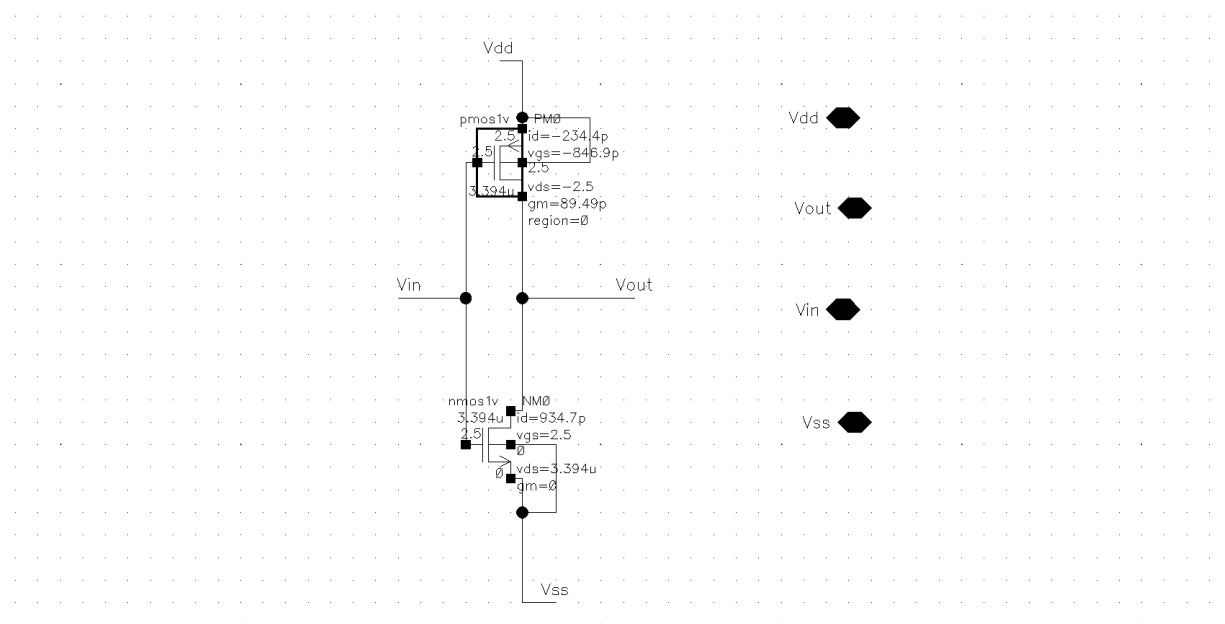 Vdd
pmos1v PM0
2.5 id=-234.4p
2.5 vgs=-846.9p
2.5
3.394u vds=-2.5
gm=89.49p
region=0
Vin
Vout
nmos1v NM0
3.394u id=934.7p
2.5 vgs=2.5
0
0 vds=3.394u
gm=0
Vss
Vdd
Vout
Vin
Vss